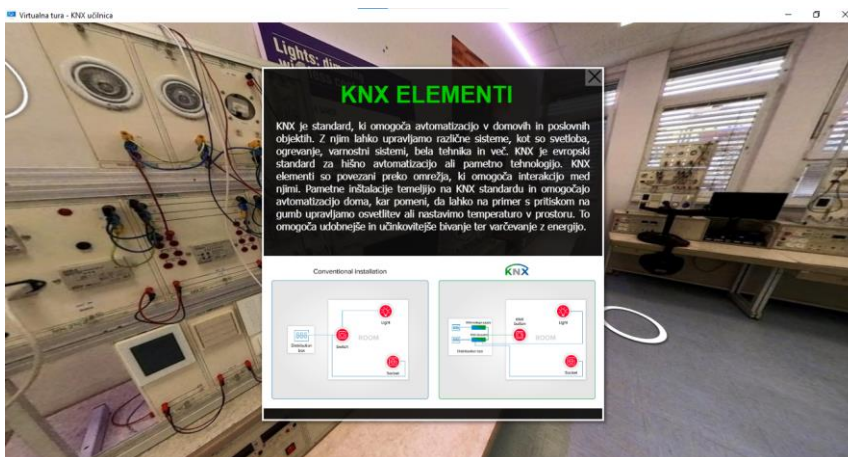 Virtualna tura - KNX učilnica
Lights: dim
KNX ELEMENTI
KNX je standard, ki omogoča avtomatizacijo v domovih in poslovnih
objektih. Z njim lahko upravljamo različne sisteme, kot so svetloba,
ogrevanje, varnostni sistemi, bela tehnika in več. KNX je evropski
standard za hišno avtomatizacijo ali pametno tehnologijo. KNX
elementi so povezani preko omrežja, ki omogoča interakcijo med
njimi. Pametne inštalacije temeljijo na KNX standardu in omogočajo
avtomatizacijo doma, kar pomeni, da lahko na primer s pritiskom na
gumb upravljamo osvetlitev ali nastavimo temperaturo v prostoru. To
omogoča udobnejše in učinkovitejše bivanje ter varčevanje z energijo.
Conventional installation
KNX
Light
Distribution
box
Switch
ROOM
Socket
KNX
button
Light
Distribution box
ROOM
Socket